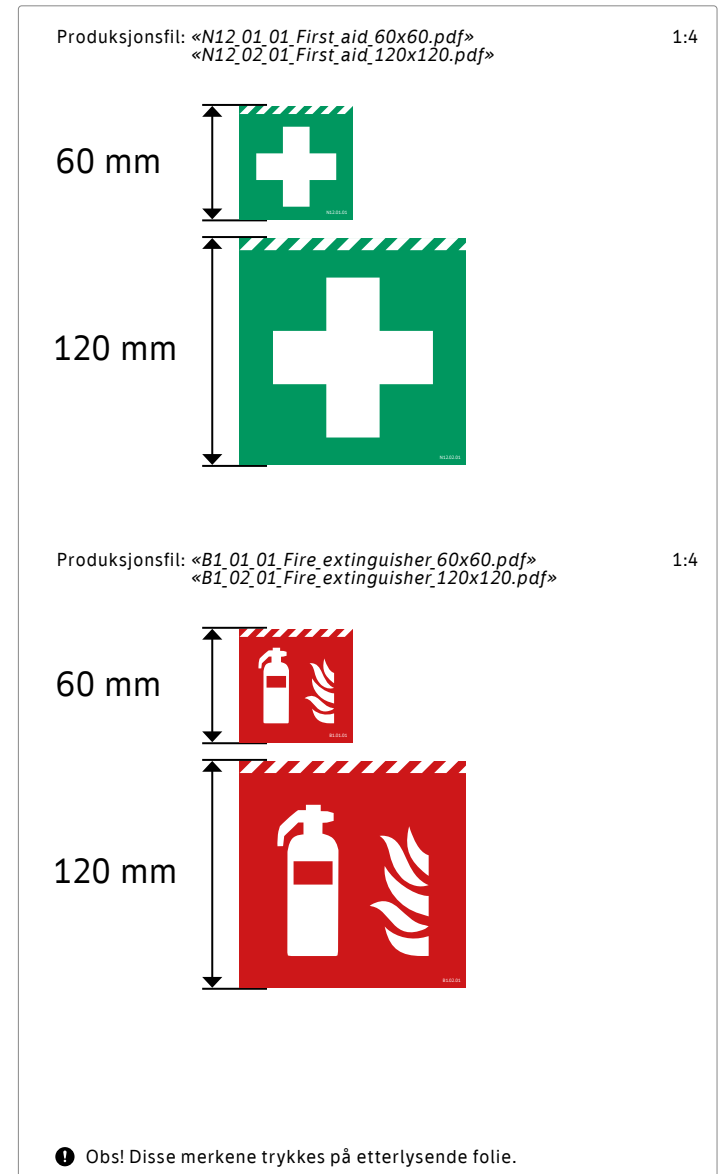 Produksjonsfil: «N12_01_01_First_aid_60x60.pdf» 1:4
«N12_02_01_First_aid_120x120.pdf»
60 mm
N12.01.01
120 mm
N12.02.01
Produksjonsfil: «B1_01_01_Fire_extinguisher_60x60.pdf» 1:4
«B1_02_01_Fire_extinguisher_120x120.pdf»
60 mm
B1.01.01
120 mm
B1.02.01
! Obs! Disse merkene trykkes på etterlysende folie.